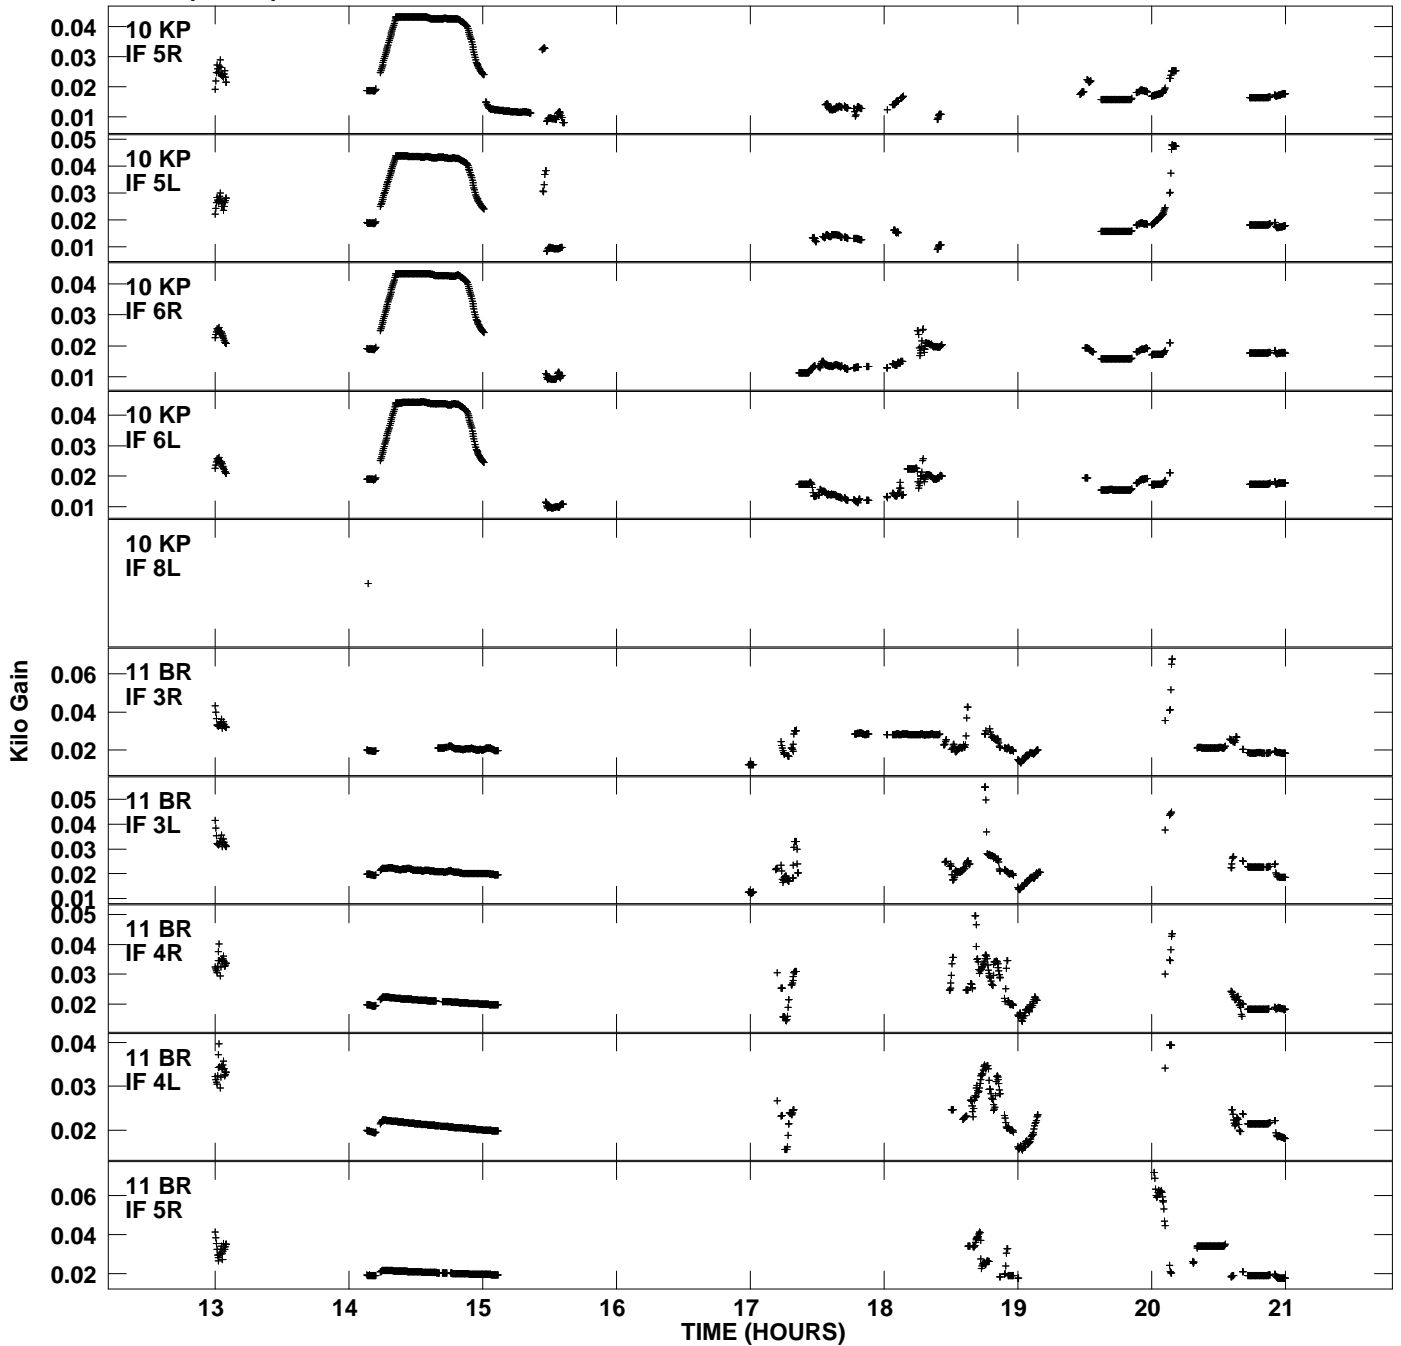 0.04
0.03
0.02
0.01
10 KP
IF 5R
0.05
0.04
0.03
0.02
0.01
10 KP
IF 5L
0.04
0.03
0.02
0.01
10 KP
IF 6R
0.04
0.03
0.02
0.01
10 KP
IF 6L
10 KP
IF 8L
Kilo Gain
0.06
0.04
0.02
11 BR
IF 3R
0.05
0.04
0.03
0.02
0.01
11 BR
IF 3L
0.05
0.04
0.03
0.02
11 BR
IF 4R
0.04
0.03
0.02
11 BR
IF 4L
0.06
0.04
0.02
11 BR
IF 5R
13 14 15 16 17 18 19 20 21
TIME (HOURS)